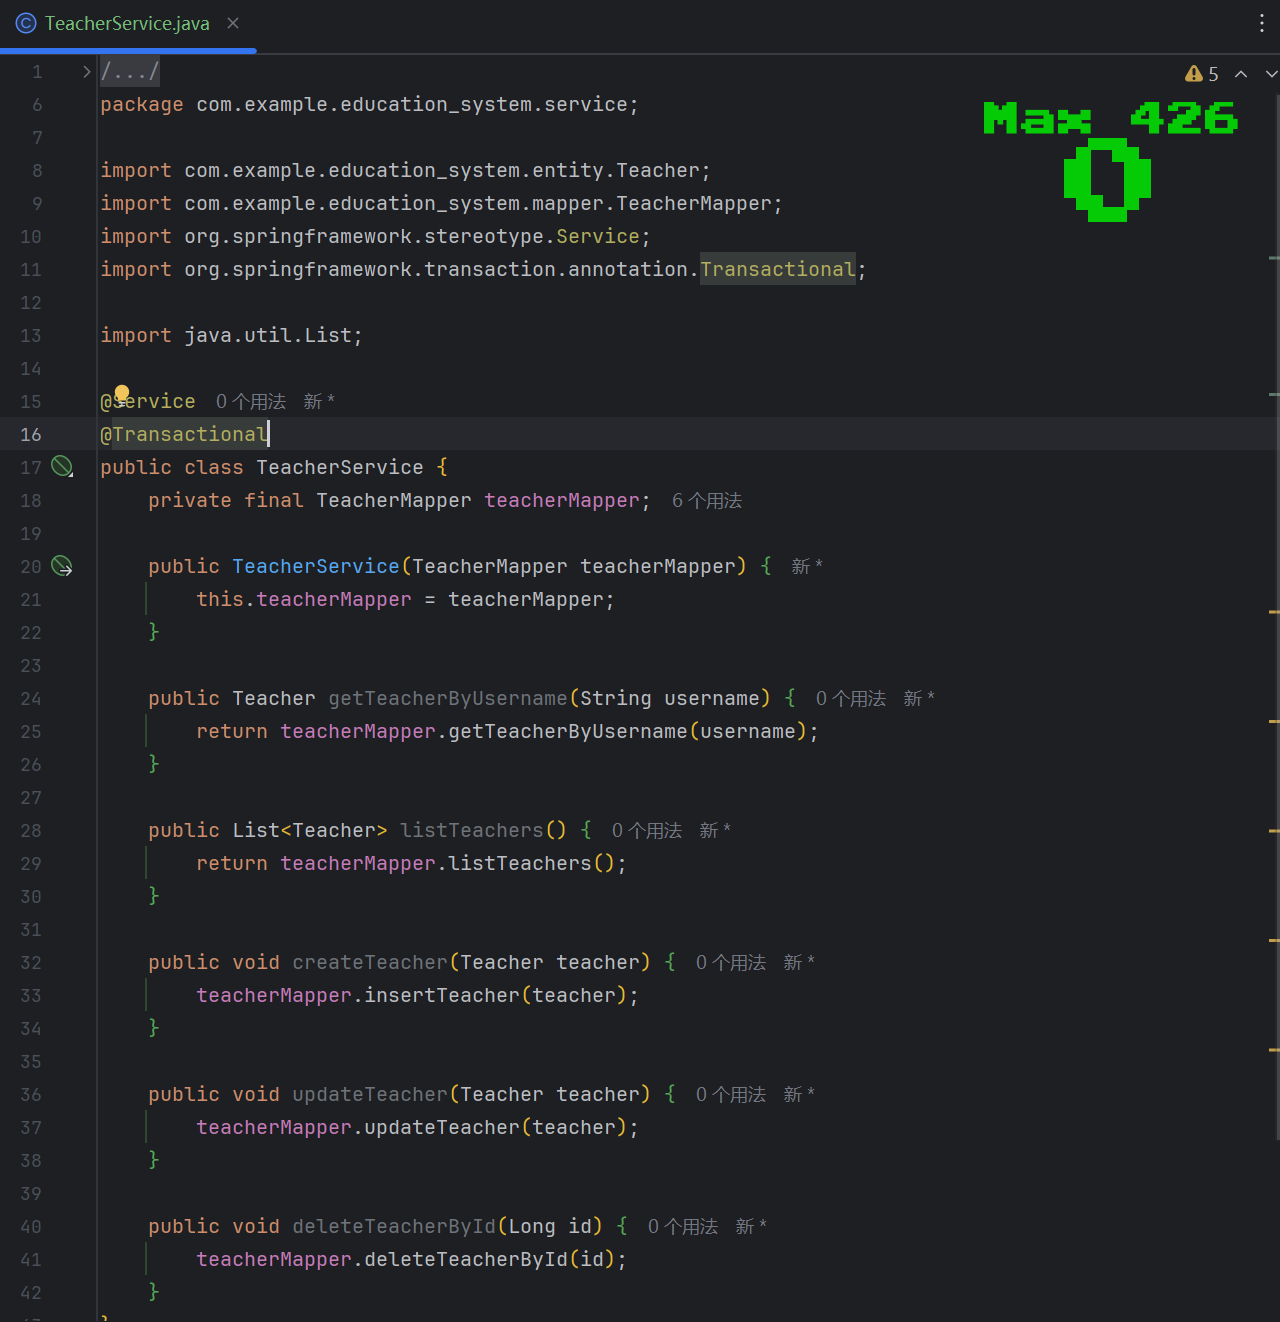 TeacherService.java
5
Max 426
0
1 /.../
6 package com.example.education_system.service;
7
8 import com.example.education_system.entity.Teacher;
9 import com.example.education_system.mapper.TeacherMapper;
10 import org.springframework.stereotype.Service;
11 import org.springframework.transaction.annotation.Transactional;
12
13 import java.util.List;
14
15 @Service 0 个用法 新 *
16 @Transactional
17 public class TeacherService {
18 private final TeacherMapper teacherMapper; 6 个用法
19
20 public TeacherService(TeacherMapper teacherMapper) { 新 *
21 this.teacherMapper = teacherMapper;
22 }
23
24 public Teacher getTeacherByUsername(String username) { 0 个用法 新 *
25 return teacherMapper.getTeacherByUsername(username);
26 }
27
28 public List<Teacher> listTeachers() { 0 个用法 新 *
29 return teacherMapper.listTeachers();
30 }
31
32 public void createTeacher(Teacher teacher) { 0 个用法 新 *
33 teacherMapper.insertTeacher(teacher);
34 }
35
36 public void updateTeacher(Teacher teacher) { 0 个用法 新 *
37 teacherMapper.updateTeacher(teacher);
38 }
39
40 public void deleteTeacherById(Long id) { 0 个用法 新 *
41 teacherMapper.deleteTeacherById(id);
42 }